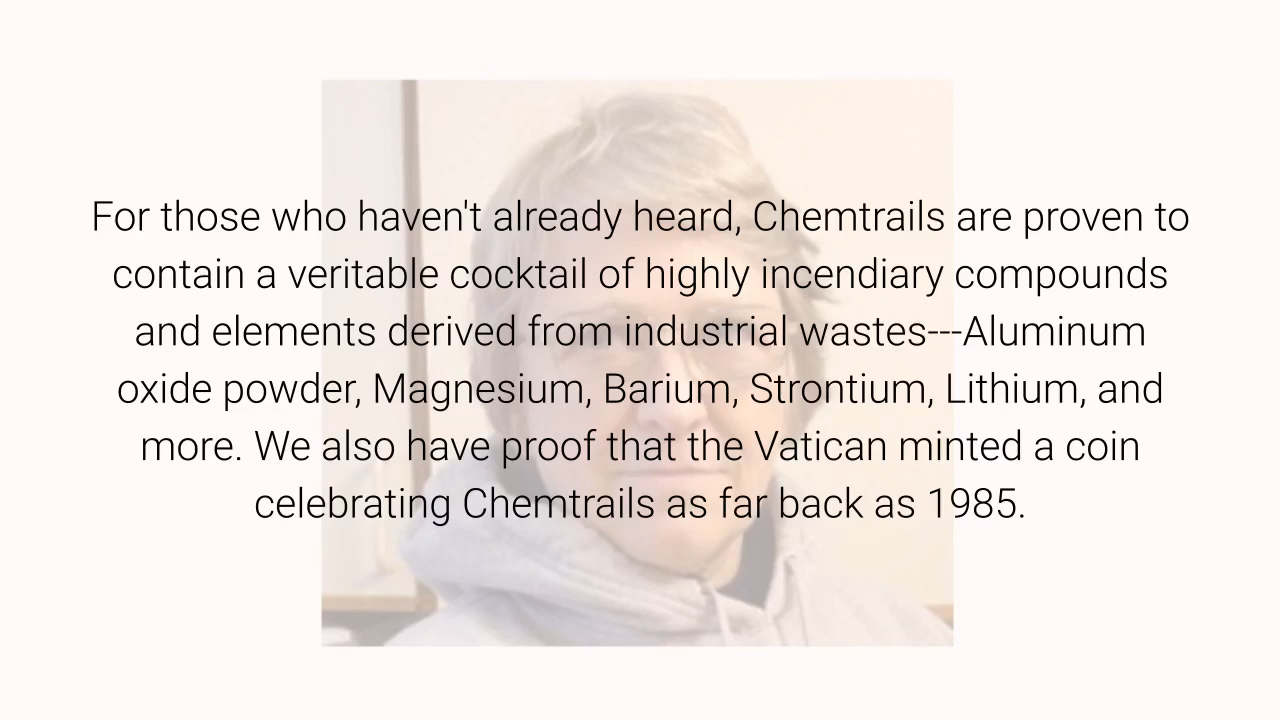 For those who haven't already heard, Chemtrails are proven to
contain a veritable cocktail of highly incendiary compounds
and elements derived from industrial wastes---Aluminum
oxide powder, Magnesium, Barium, Strontium, Lithium, and
more. We also have proof that the Vatican minted a coin
celebrating Chemtrails as far back as 1985.